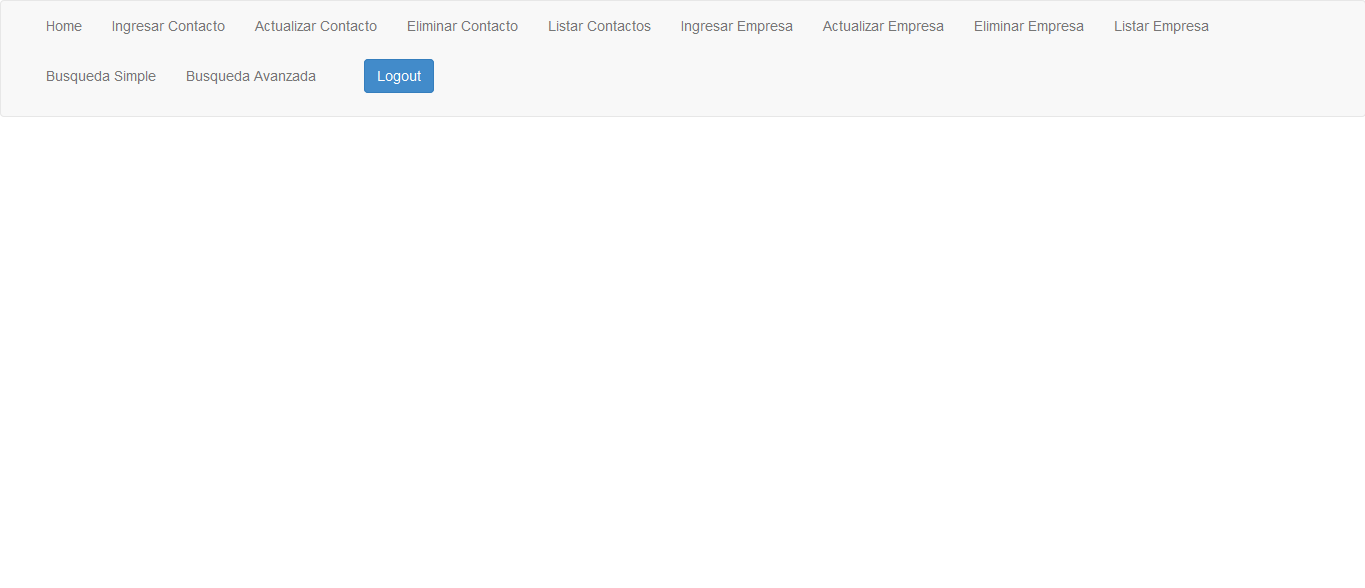 Home Ingresar Contacto Actualizar Contacto Eliminar Contacto Listar Contactos Ingresar Empresa Actualizar Empresa Eliminar Empresa Listar Empresa
Busqueda Simple Busqueda Avanzada Logout